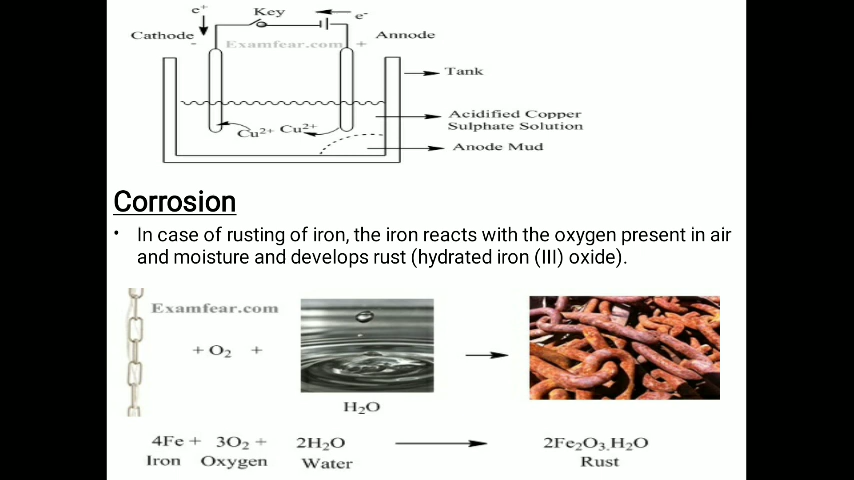 e⁺ Key e⁻
Cathode - Examfear.com + Annode
Tank
Acidified Copper
Sulphate Solution
Cu²⁺ Cu²⁺
Anode Mud
Corrosion
• In case of rusting of iron, the iron reacts with the oxygen present in air
and moisture and develops rust (hydrated iron (III) oxide).
Examfear.com
+ O₂ +
H₂O
4Fe + 3O₂ + 2H₂O 2Fe₂O₃.H₂O
Iron Oxygen Water Rust